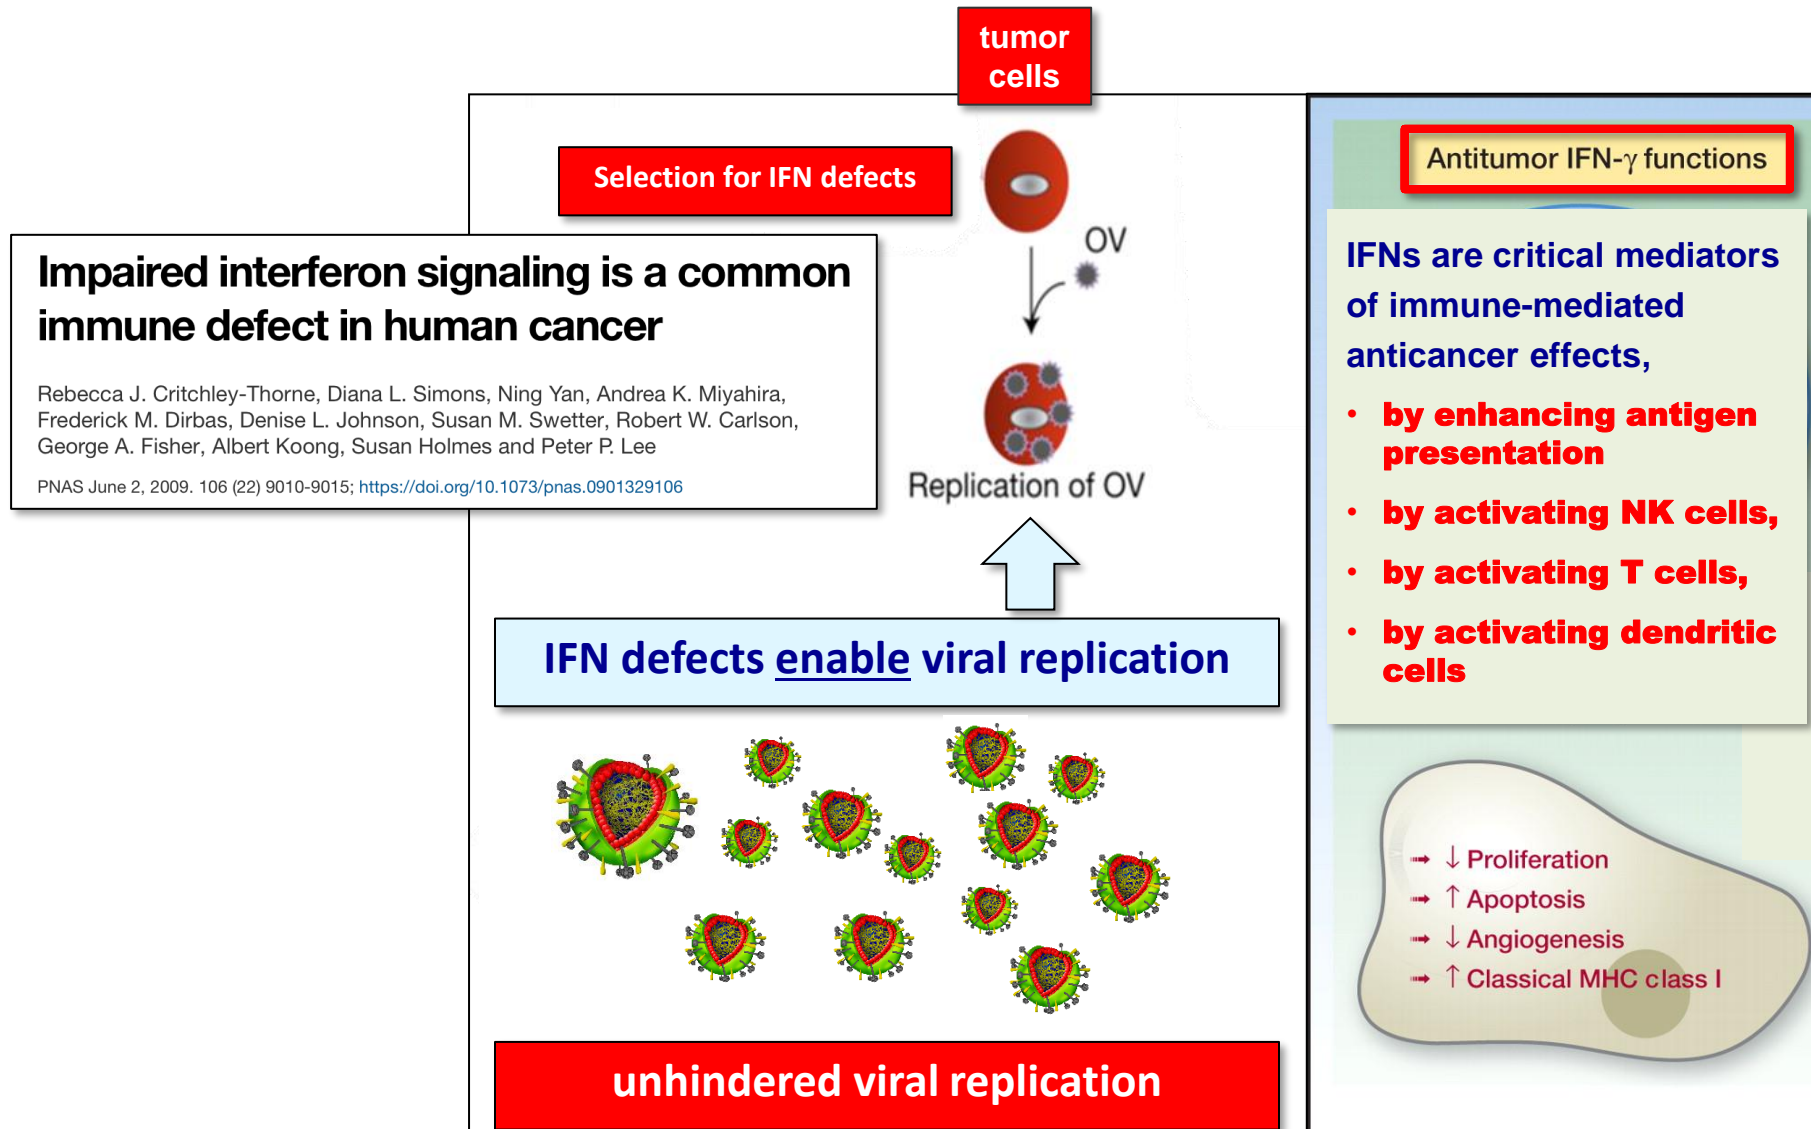 tumor
cells
Selection for IFN defects
Impaired interferon signaling is a common
immune defect in human cancer
Rebecca J. Critchley-Thorne, Diana L. Simons, Ning Yan, Andrea K. Miyahira,
Frederick M. Dirbas, Denise L. Johnson, Susan M. Swetter, Robert W. Carlson,
George A. Fisher, Albert Koong, Susan Holmes and Peter P. Lee
PNAS June 2, 2009. 106 (22) 9010-9015; https://doi.org/10.1073/pnas.0901329106
OV
Replication of OV
IFN defects enable viral replication
unhindered viral replication
Antitumor IFN-γ functions
IFNs are critical mediators
of immune-mediated
anticancer effects,
• by enhancing antigen
presentation
• by activating NK cells,
• by activating T cells,
• by activating dendritic
cells
➟ ↓ Proliferation
➟ ↑ Apoptosis
➟ ↓ Angiogenesis
➟ ↑ Classical MHC class I